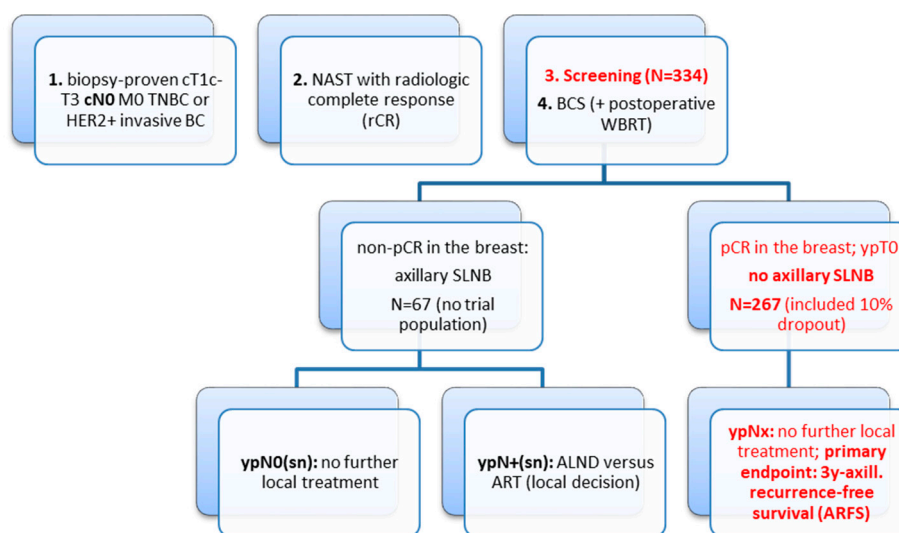 1. biopsy-proven cT1c-
T3 cN0 M0 TNBC or
HER2+ invasive BC
2. NAST with radiologic
complete response
(rCR)
3. Screening (N=334)
4. BCS (+ postoperative
WBRT)
non-pCR in the breast:
axillary SLNB
N=67 (no trial
population)
pCR in the breast; ypT0
no axillary SLNB
N=267 (included 10%
dropout)
ypN0(sn): no further
local treatment
ypN+(sn): ALND versus
ART (local decision)
ypNx: no further local
treatment; primary
endpoint: 3y-axill.
recurrence-free
survival (ARFS)